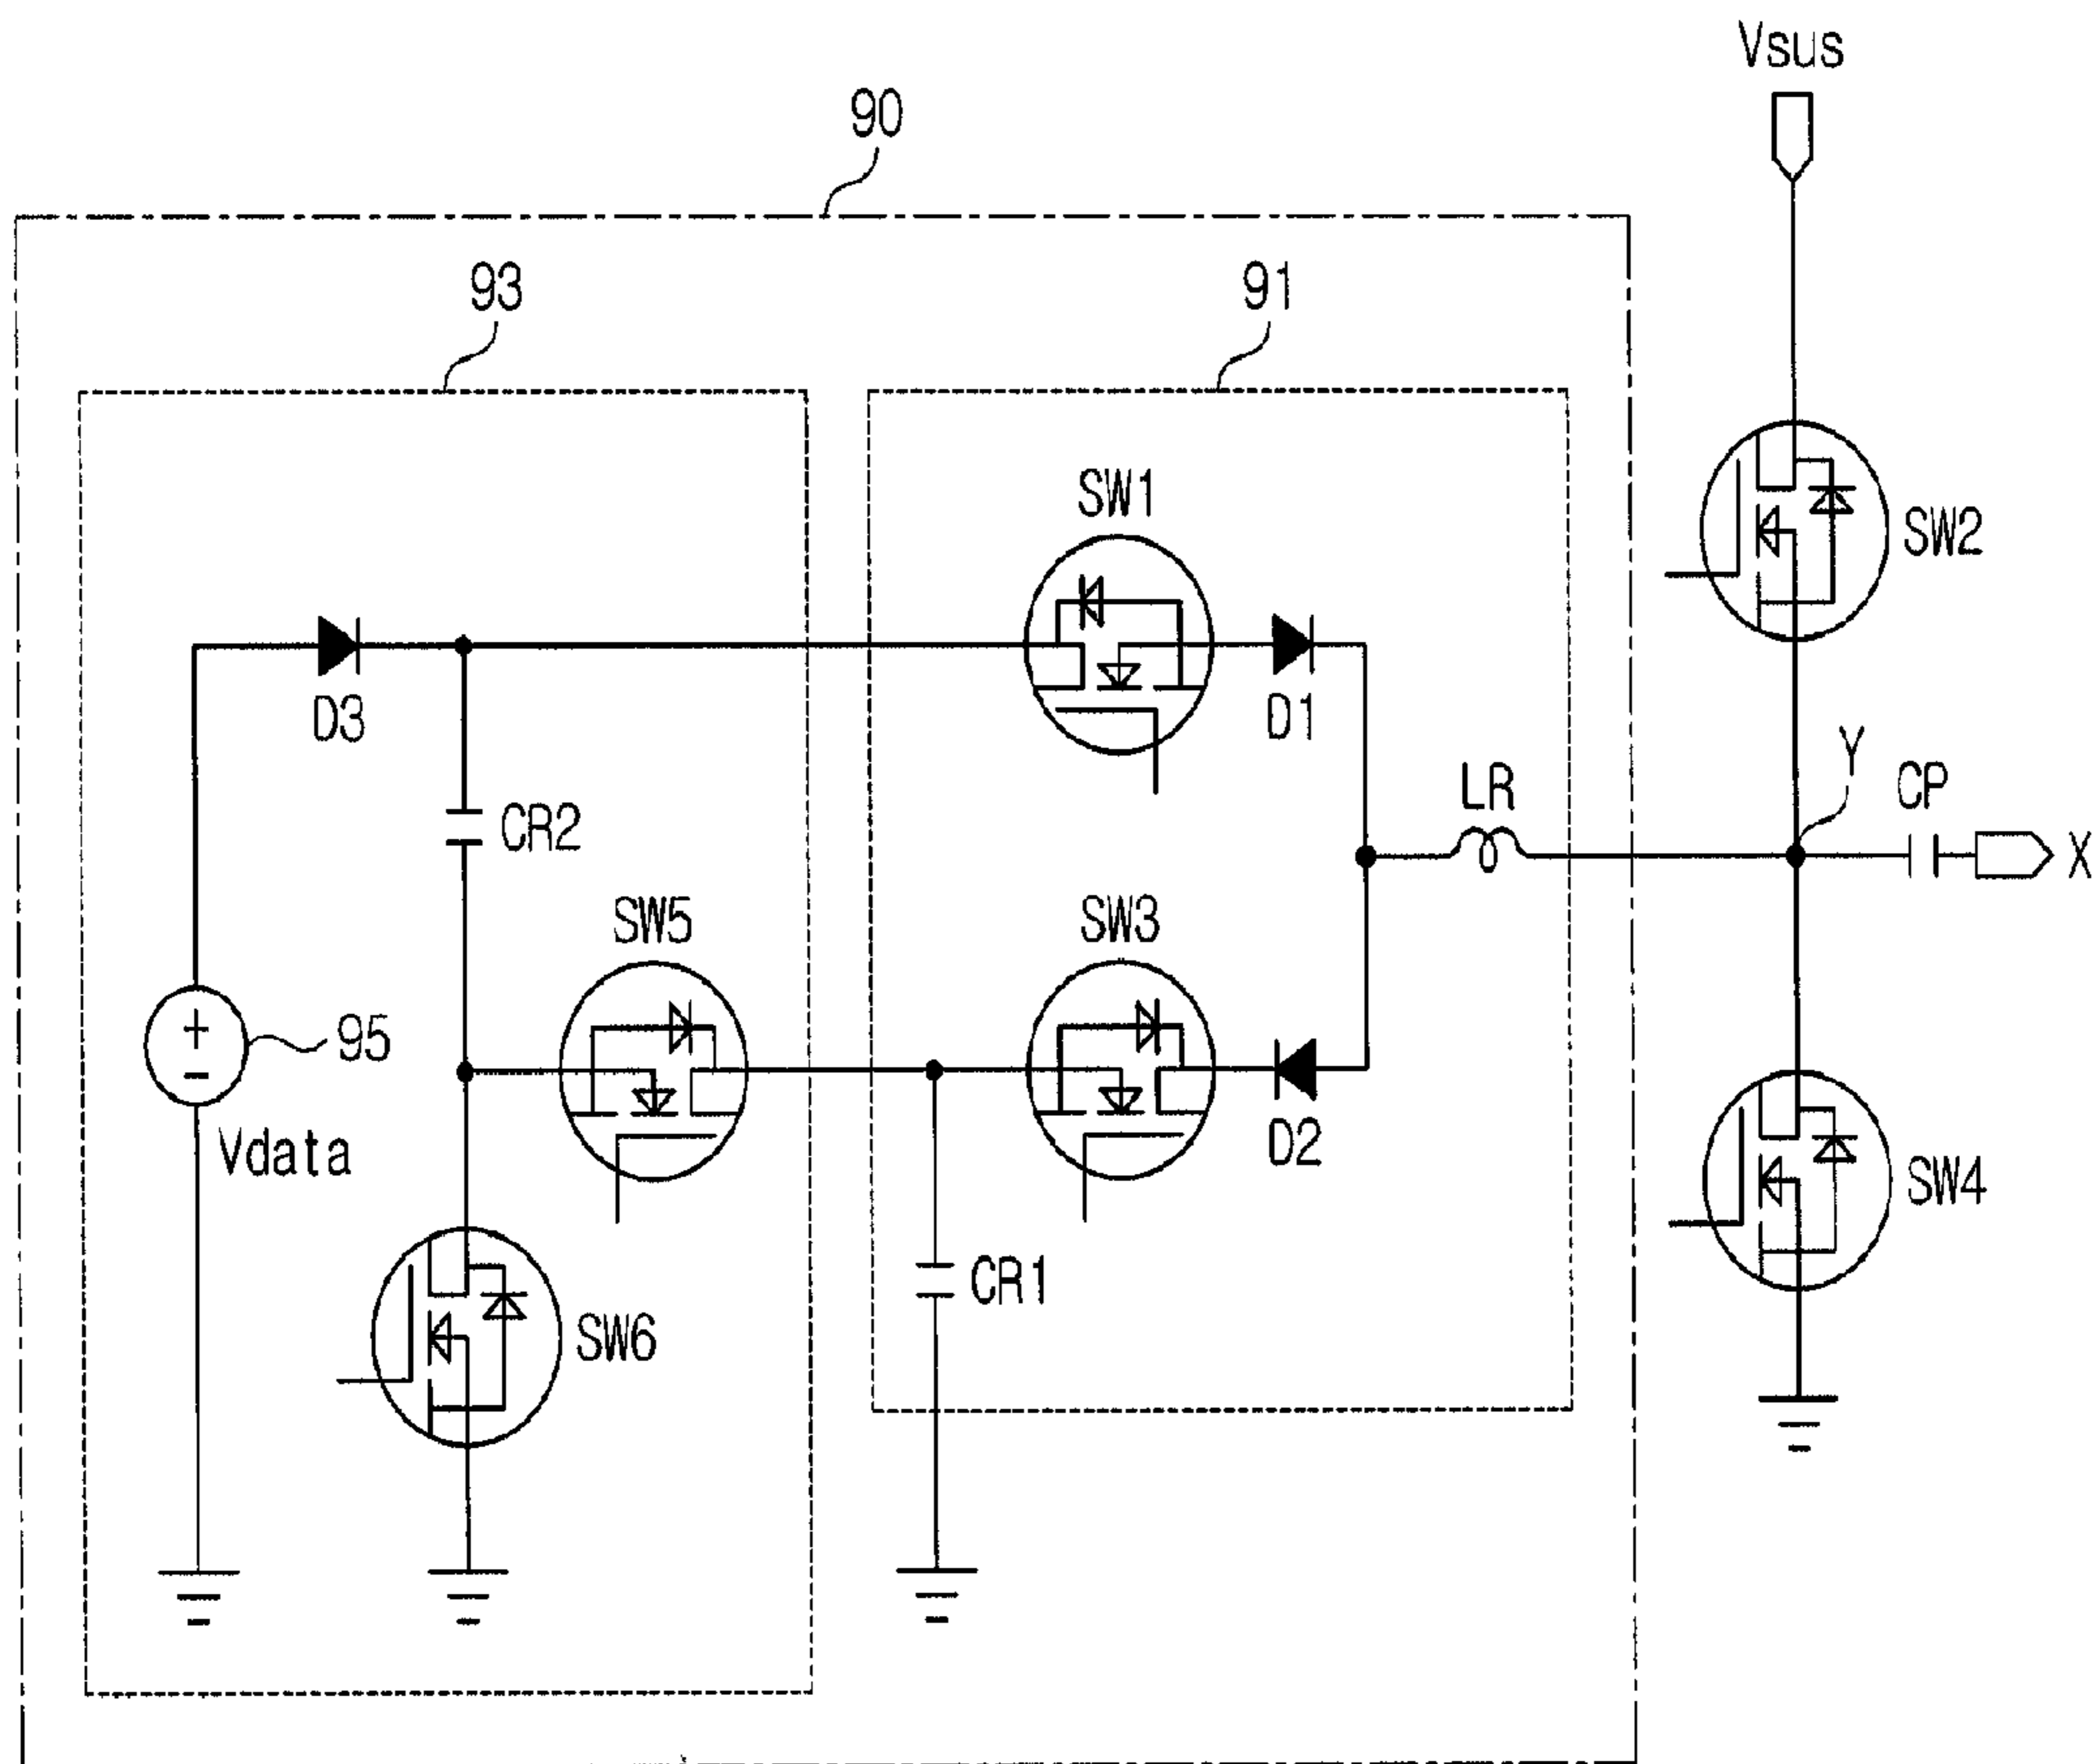 Vsus
90
93
91
SW1
SW2
D3
D1
Y
CP
LR
CR2
X
SW5
SW3
+
-
95
Vdata
D2
SW4
CR1
SW6